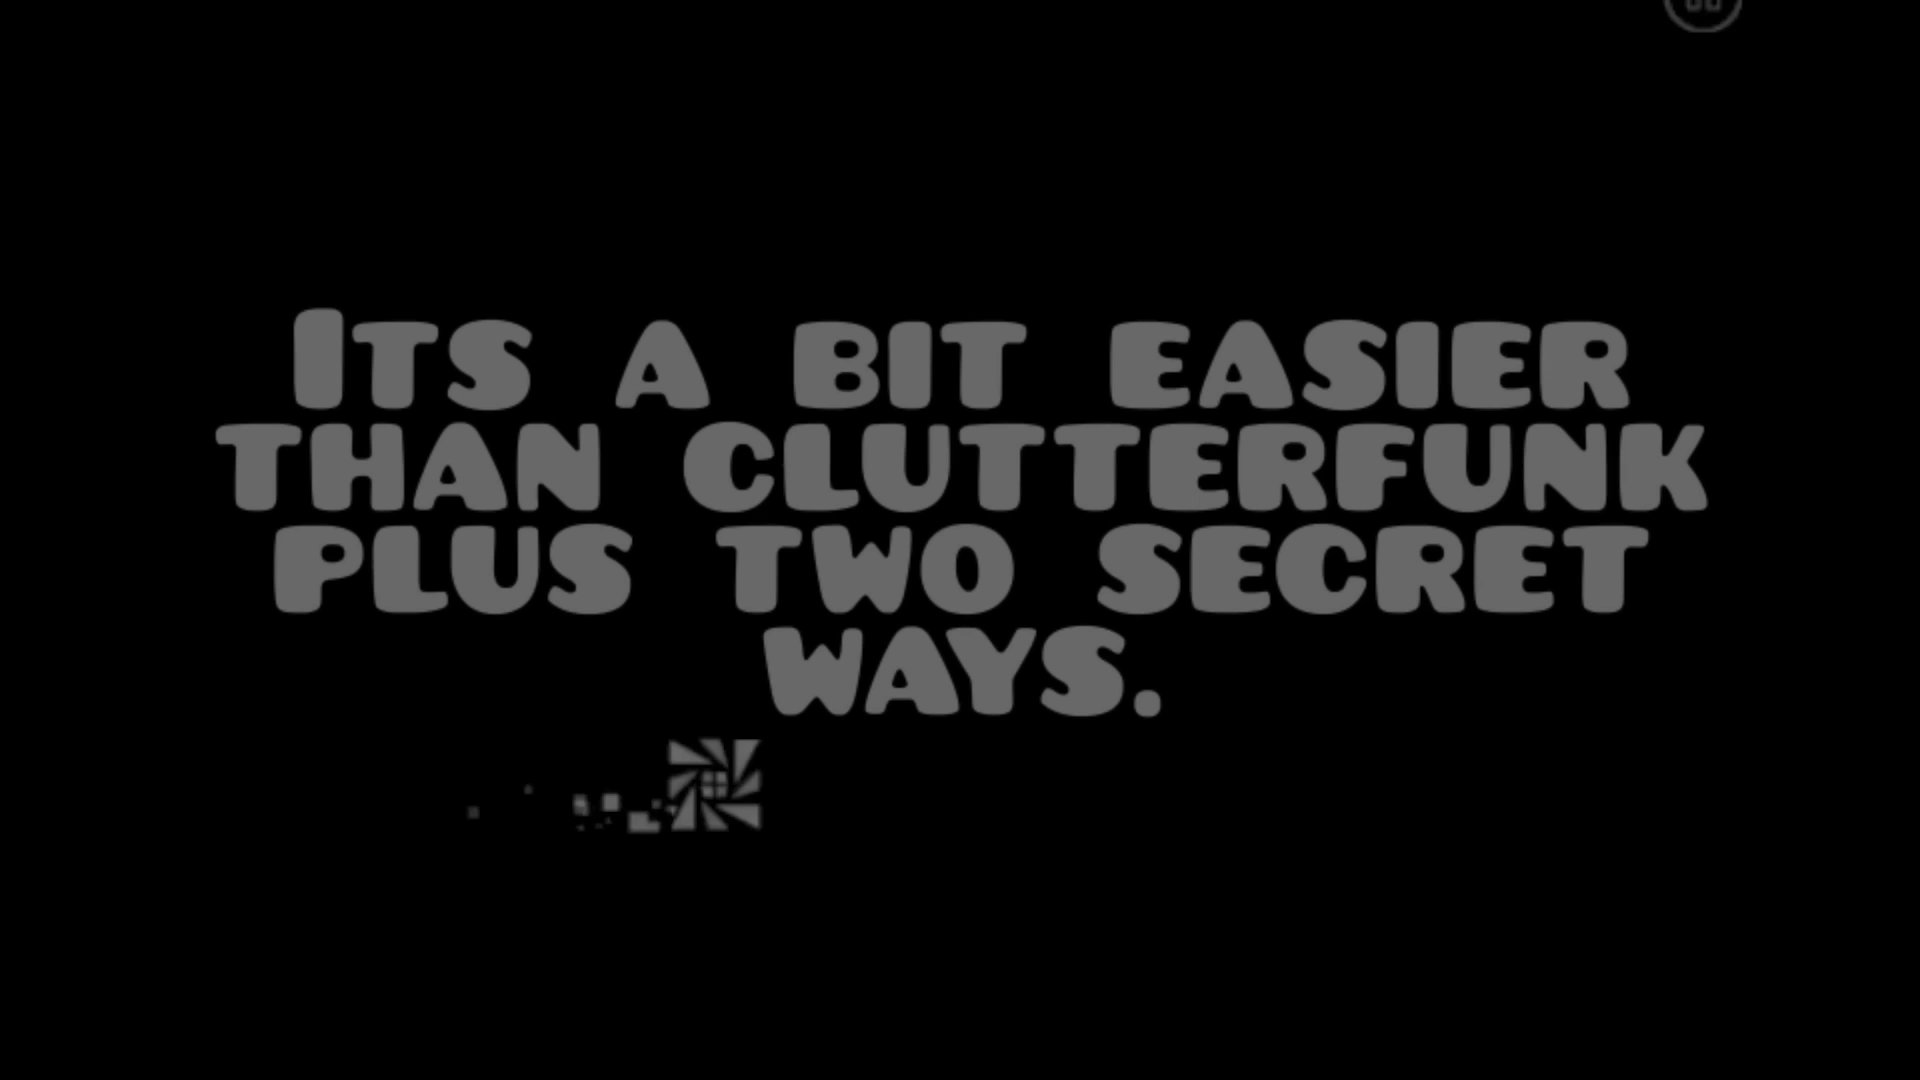 Its a bit easier
than clutterfunk
plus two secret
ways.